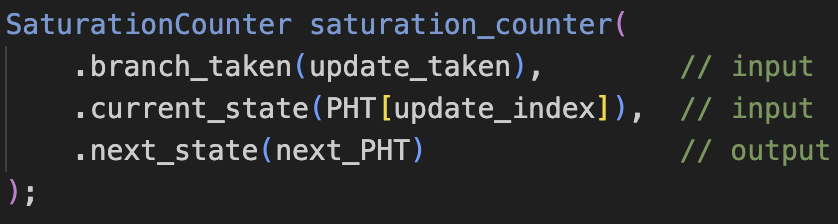 SaturationCounter saturation_counter(
    .branch_taken(update_taken),        // input
    .current_state(PHT[update_index]),  // input
    .next_state(next_PHT)               // output
);